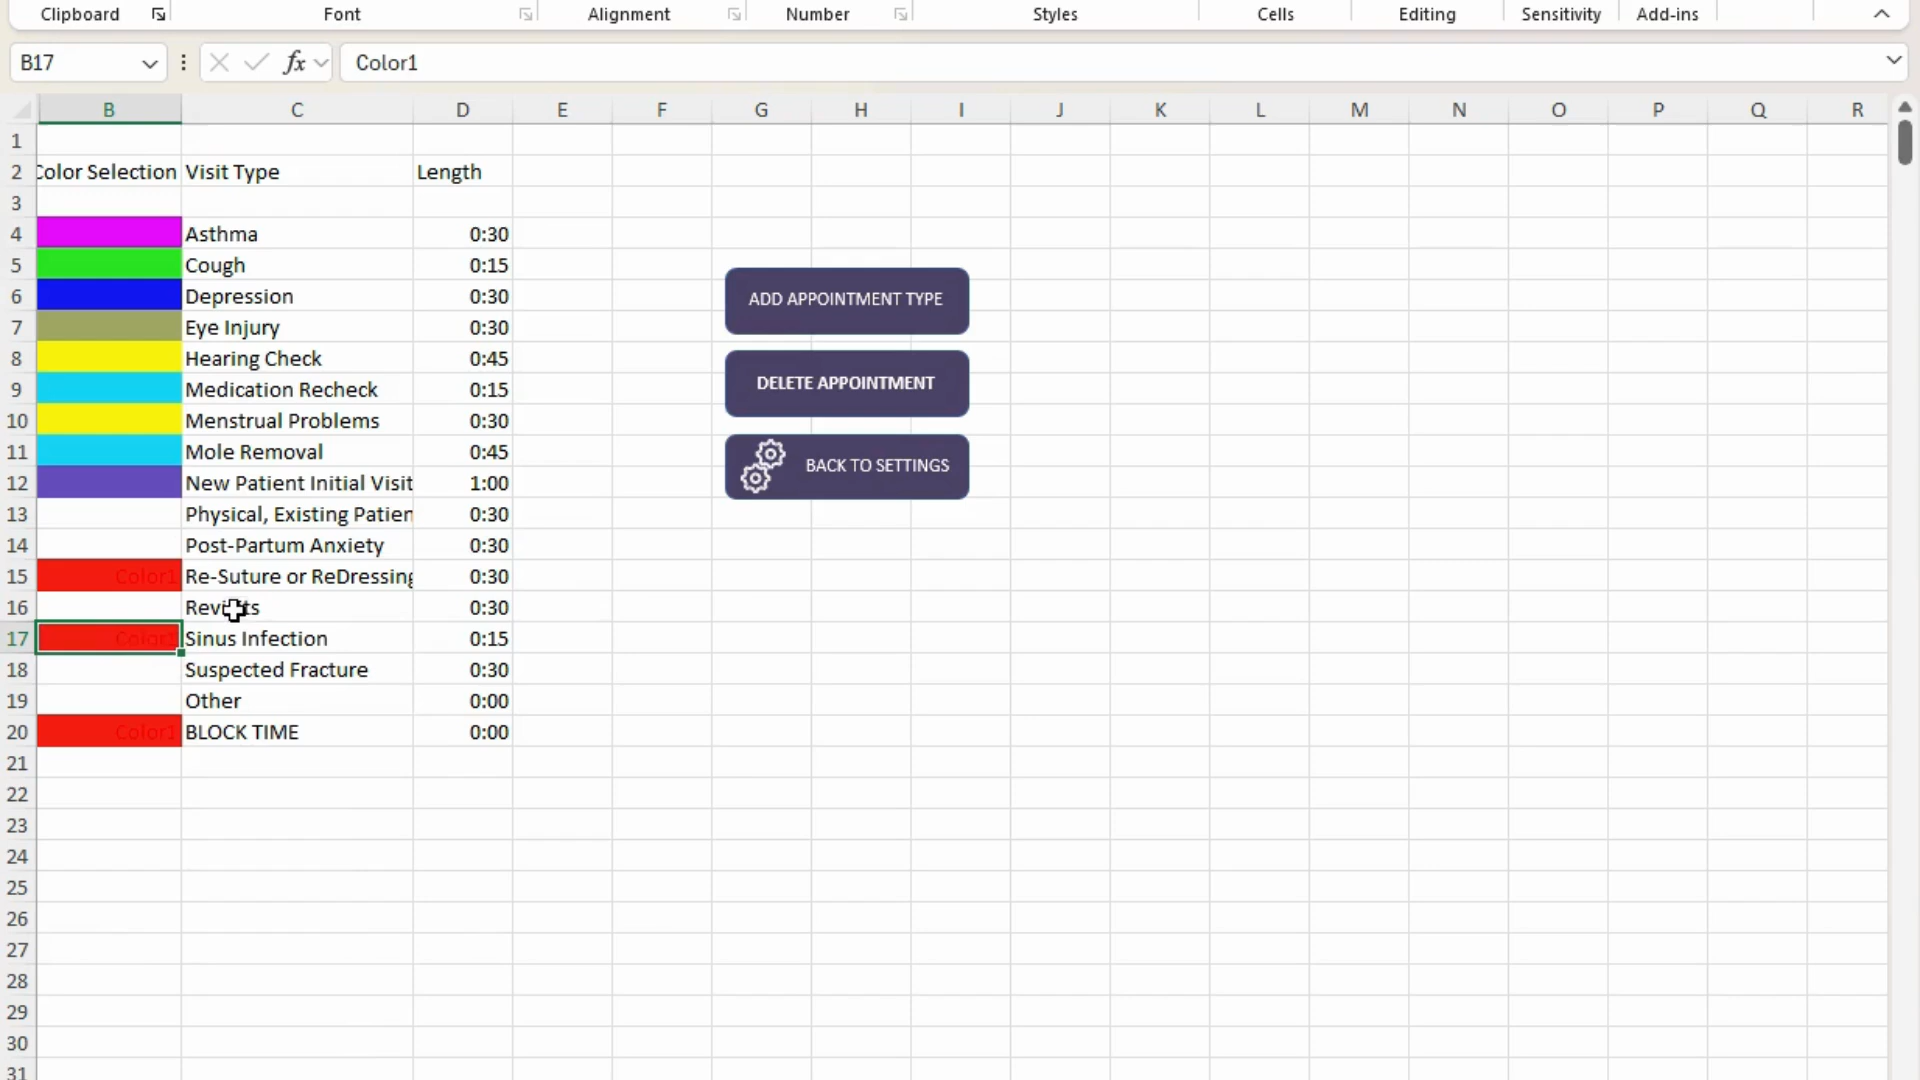 Clipboard Font Alignment Number Styles Cells Editing Sensitivity Add-ins
B17 fx Color1
B C D E F G H I J K L M N O P Q R
1
2 Color Selection Visit Type Length
3
4 Asthma 0:30
5 Cough 0:15
6 Depression 0:30
7 Eye Injury 0:30
8 Hearing Check 0:45
9 Medication Recheck 0:15
10 Menstrual Problems 0:30
11 Mole Removal 0:45
12 New Patient Initial Visit 1:00
13 Physical, Existing Patien 0:30
14 Post-Partum Anxiety 0:30
15 Color1 Re-Suture or ReDressing 0:30
16 0:30
17 Color1 Sinus Infection 0:15
18 Suspected Fracture 0:30
19 Other 0:00
20 Color1 BLOCK TIME 0:00
21
22
23
24
25
26
27
28
29
30
31
ADD APPOINTMENT TYPE
DELETE APPOINTMENT
BACK TO SETTINGS